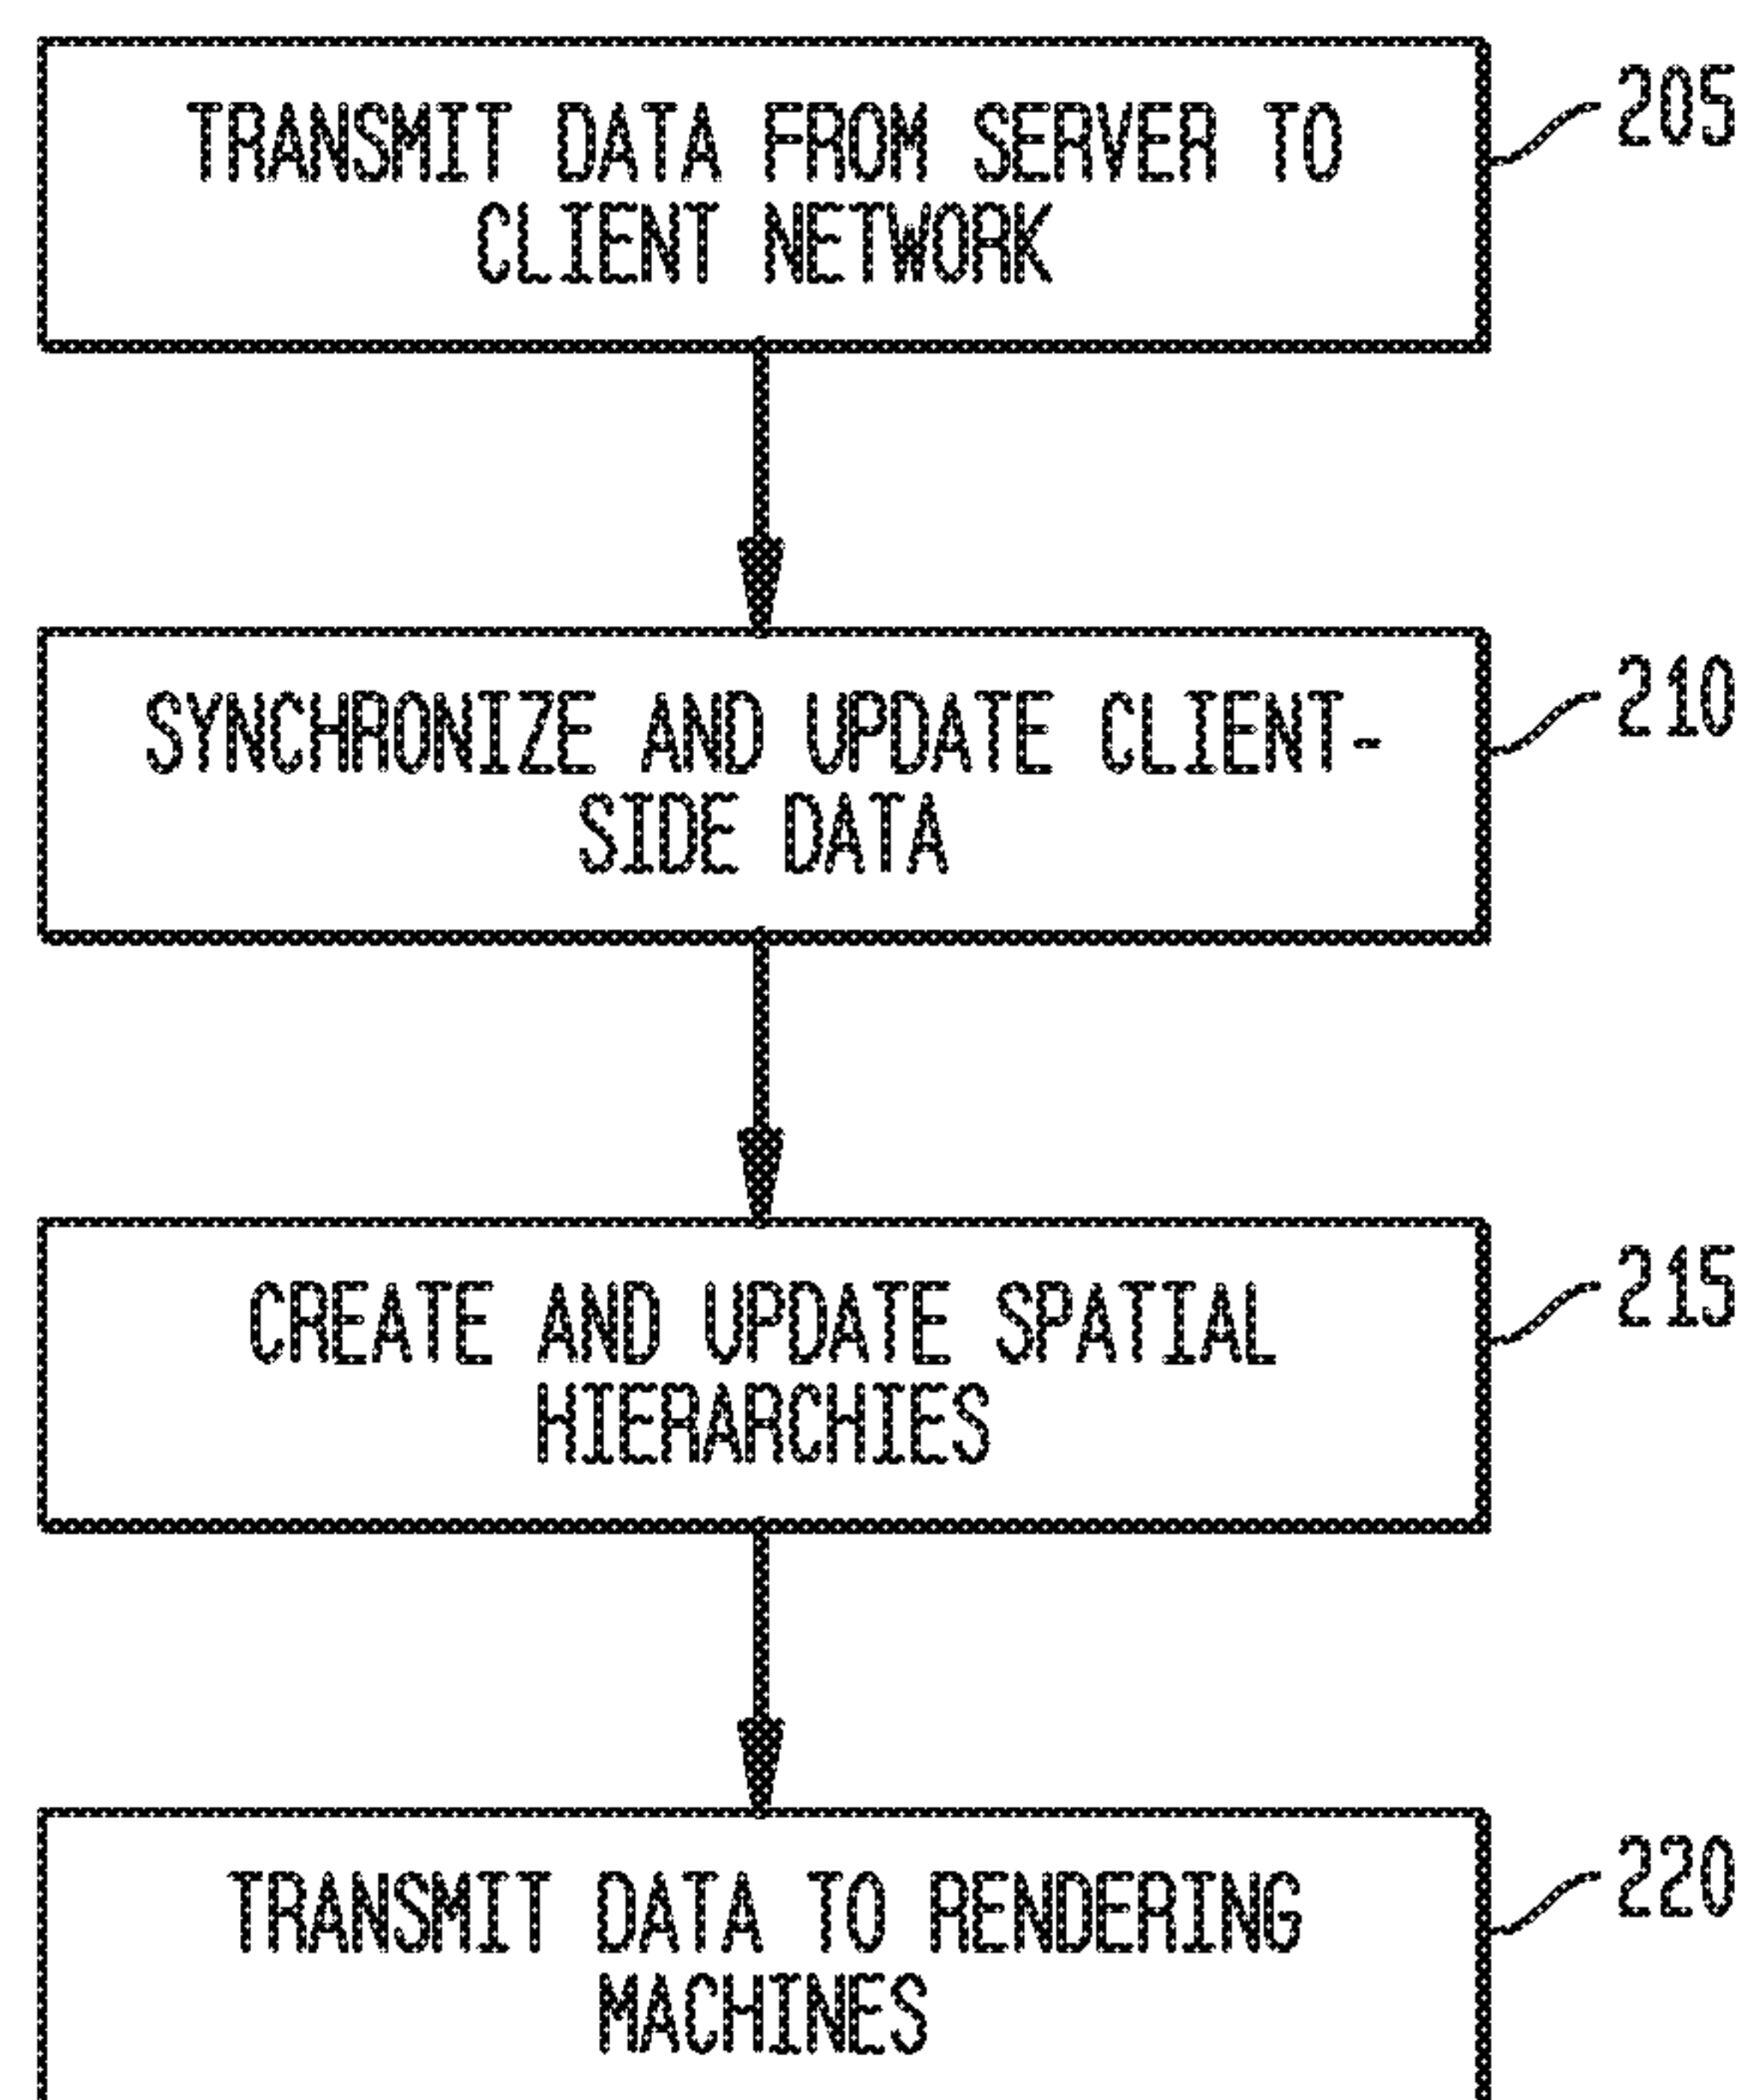 TRANSMIT DATA FROM SERVER TO
CLIENT NETWORK
205
SYNCHRONIZE AND UPDATE CLIENT-
SIDE DATA
210
CREATE AND UPDATE SPATIAL
HIERARCHIES
215
TRANSMIT DATA TO RENDERING
MACHINES
220